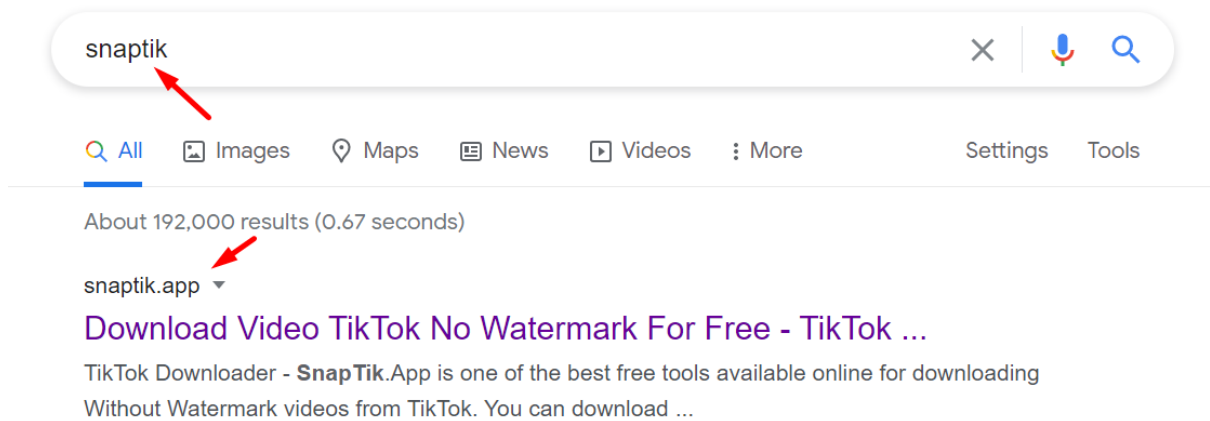 snaptik
All Images Maps News Videos More Settings Tools
About 192,000 results (0.67 seconds)
snaptik.app
Download Video TikTok No Watermark For Free - TikTok ...
TikTok Downloader - SnapTik.App is one of the best free tools available online for downloading
Without Watermark videos from TikTok. You can download ...